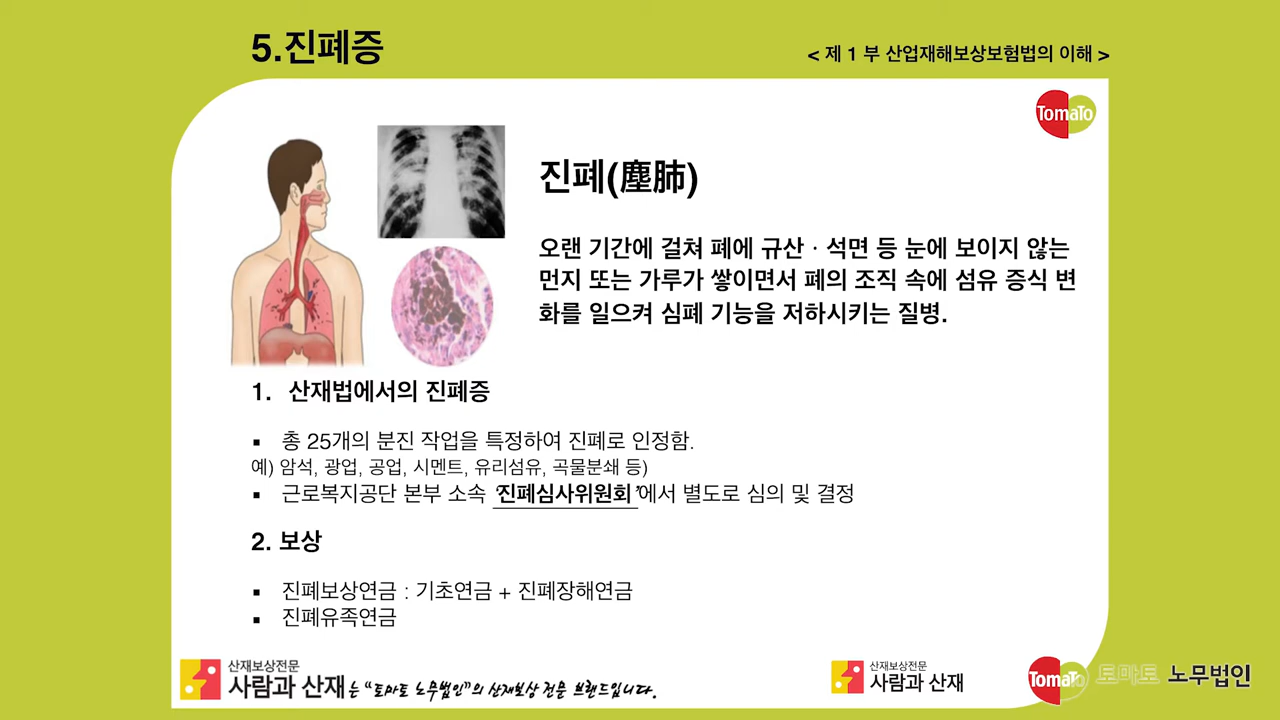 5.진폐증
< 제 1 부 산업재해보상보험법의 이해 >
TomaTo
진폐(塵肺)
오랜 기간에 걸쳐 폐에 규산 · 석면 등 눈에 보이지 않는
먼지 또는 가루가 쌓이면서 폐의 조직 속에 섬유 증식 변
화를 일으켜 심폐 기능을 저하시키는 질병.
1. 산재법에서의 진폐증
▪ 총 25개의 분진 작업을 특정하여 진폐로 인정함.
예) 암석, 광업, 공업, 시멘트, 유리섬유, 곡물분쇄 등)
▪ 근로복지공단 본부 소속 '진폐심사위원회'에서 별도로 심의 및 결정
2. 보상
▪ 진폐보상연금 : 기초연금 + 진폐장해연금
▪ 진폐유족연금
산재보상전문
사람과 산재는 "토마토 노무법인"의 산재보상 전문 브랜드입니다.
산재보상전문
사람과 산재
TomaTo 토마토 노무법인